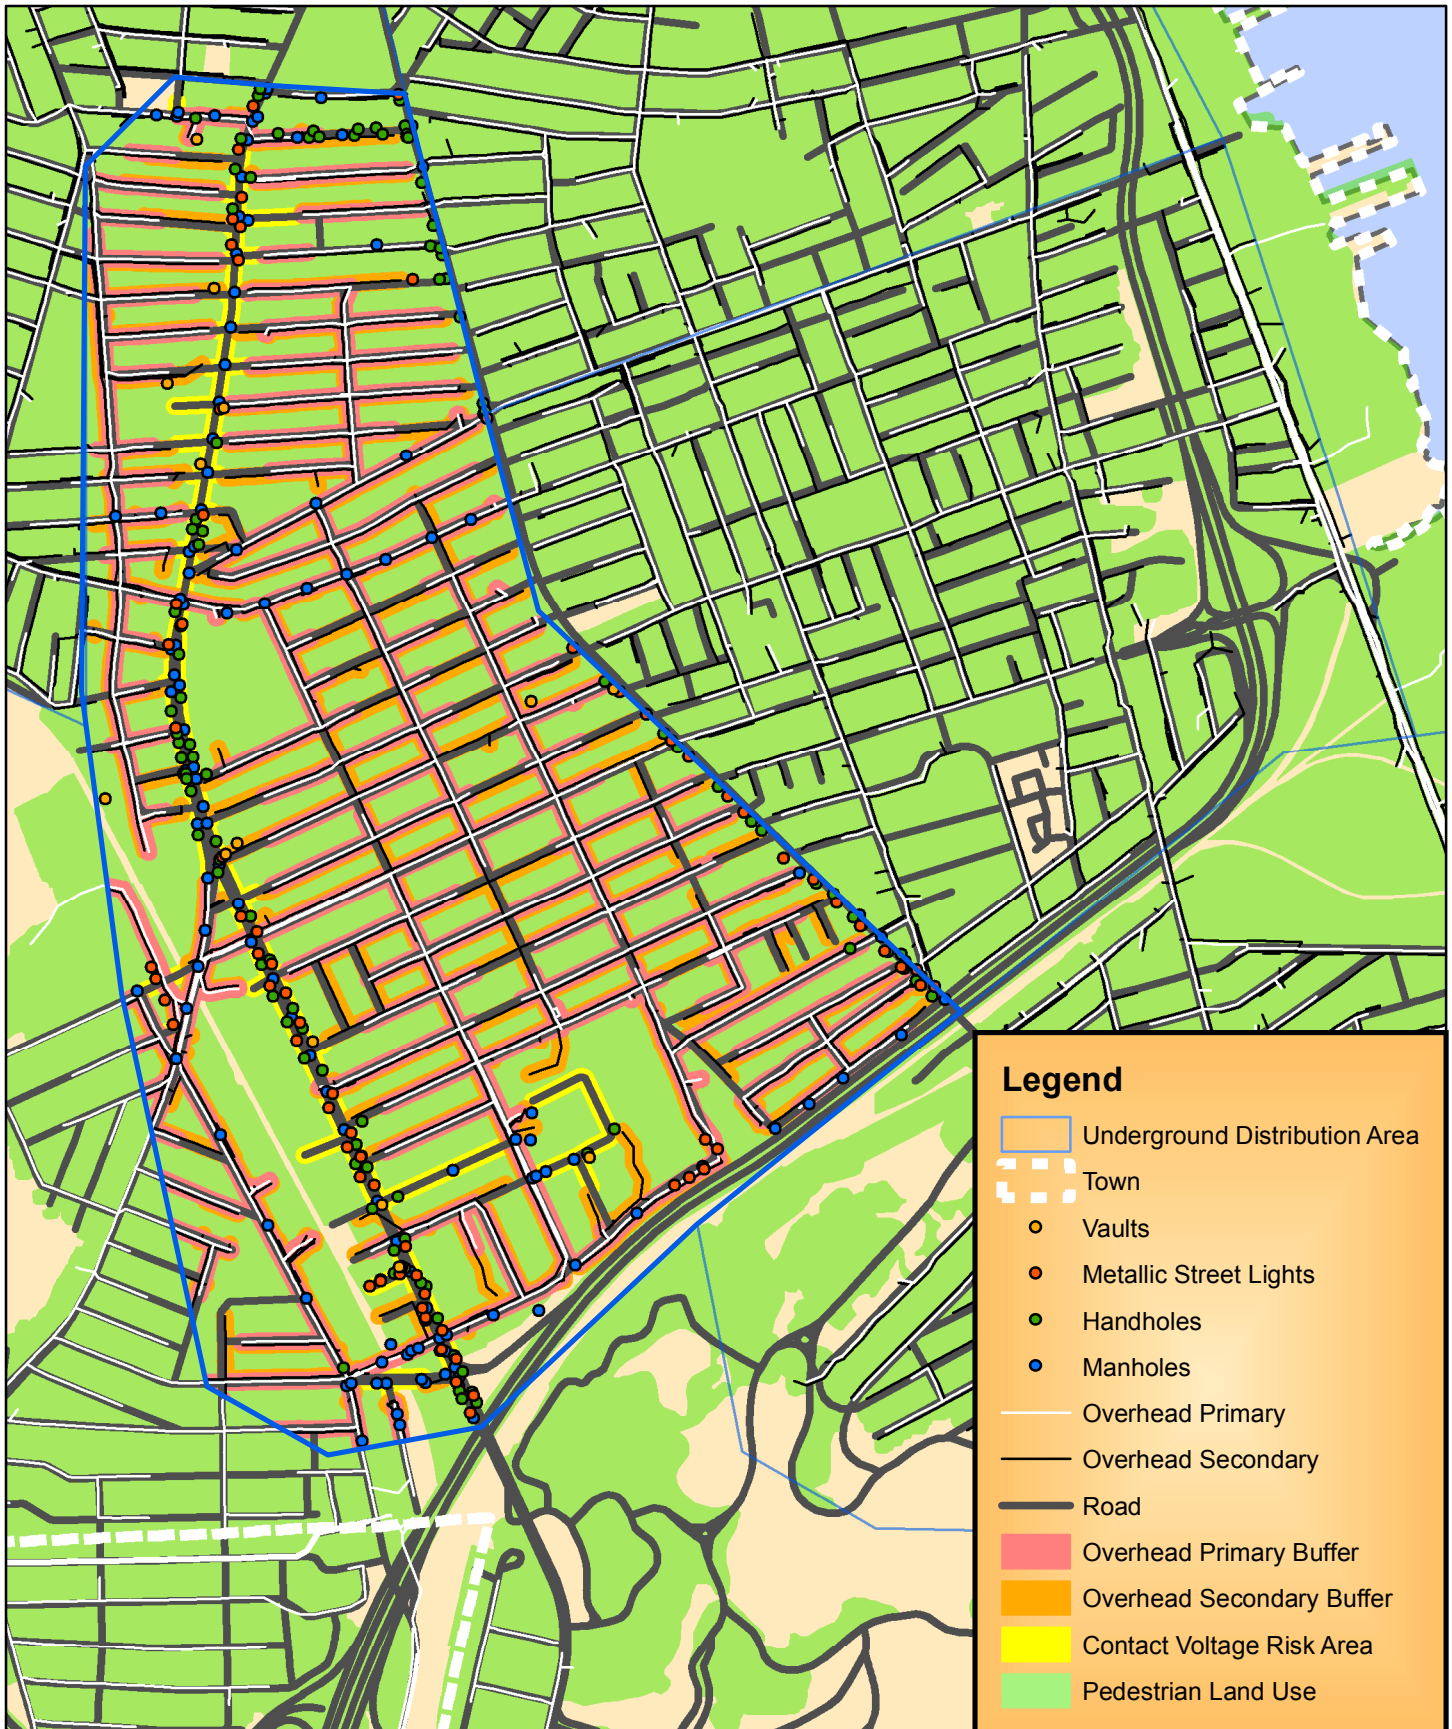 Legend
Underground Distribution Area
Town
Vaults
Metallic Street Lights
Handholes
Manholes
Overhead Primary
Overhead Secondary
Road
Overhead Primary Buffer
Overhead Secondary Buffer
Contact Voltage Risk Area
Pedestrian Land Use